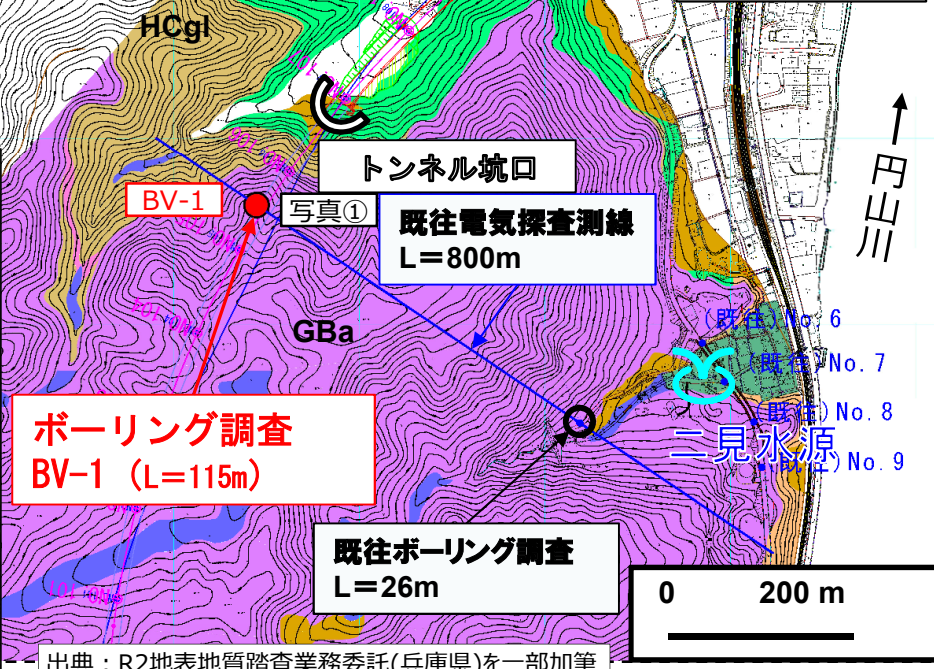 HCgl
トンネル坑口
BV-1
写真①
既往電気探査測線
L＝800m
円山川
GBa
(既往)No.6
(既往)No.7
(既往)No.8
二見水源
(既往)No.9
ボーリング調査
BV-1（L＝115m）
既往ボーリング調査
L＝26m
NO.104
NO.101
0 200 m
出典：R2地表地質踏査業務委託(兵庫県)を一部加筆